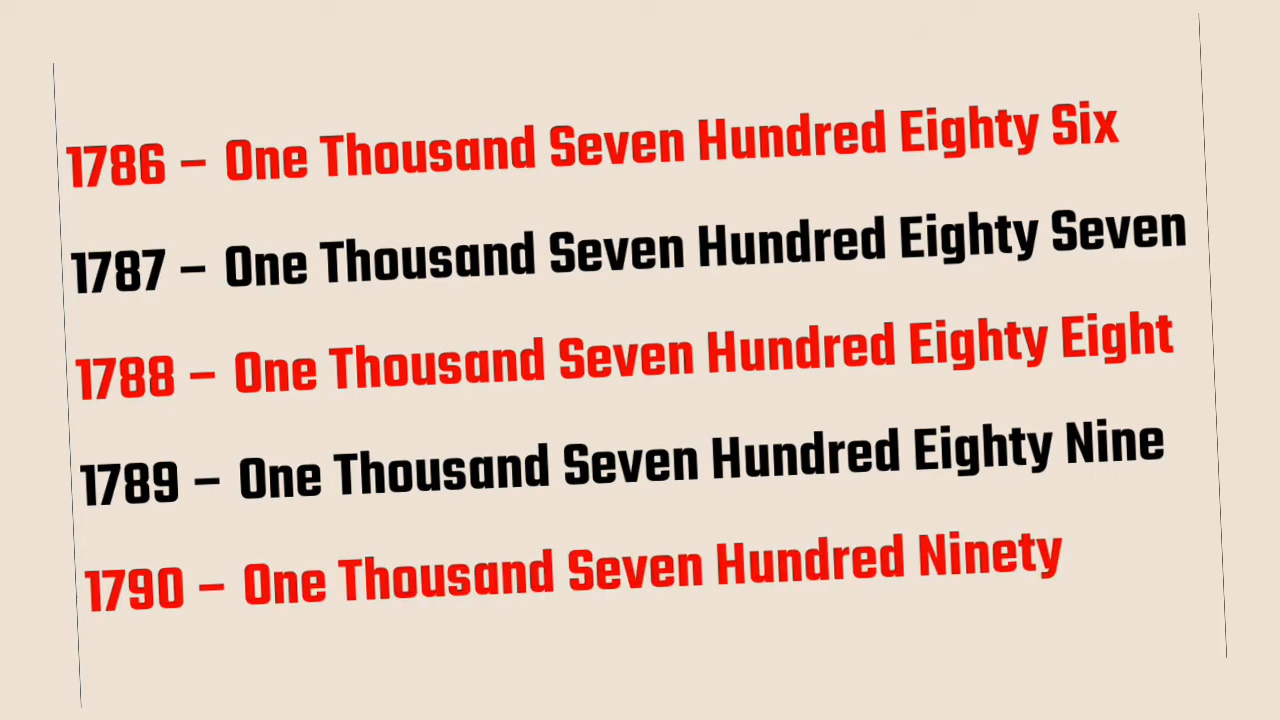 1786 – One Thousand Seven Hundred Eighty Six
1787 – One Thousand Seven Hundred Eighty Seven
1788 – One Thousand Seven Hundred Eighty Eight
1789 – One Thousand Seven Hundred Eighty Nine
1790 – One Thousand Seven Hundred Ninety